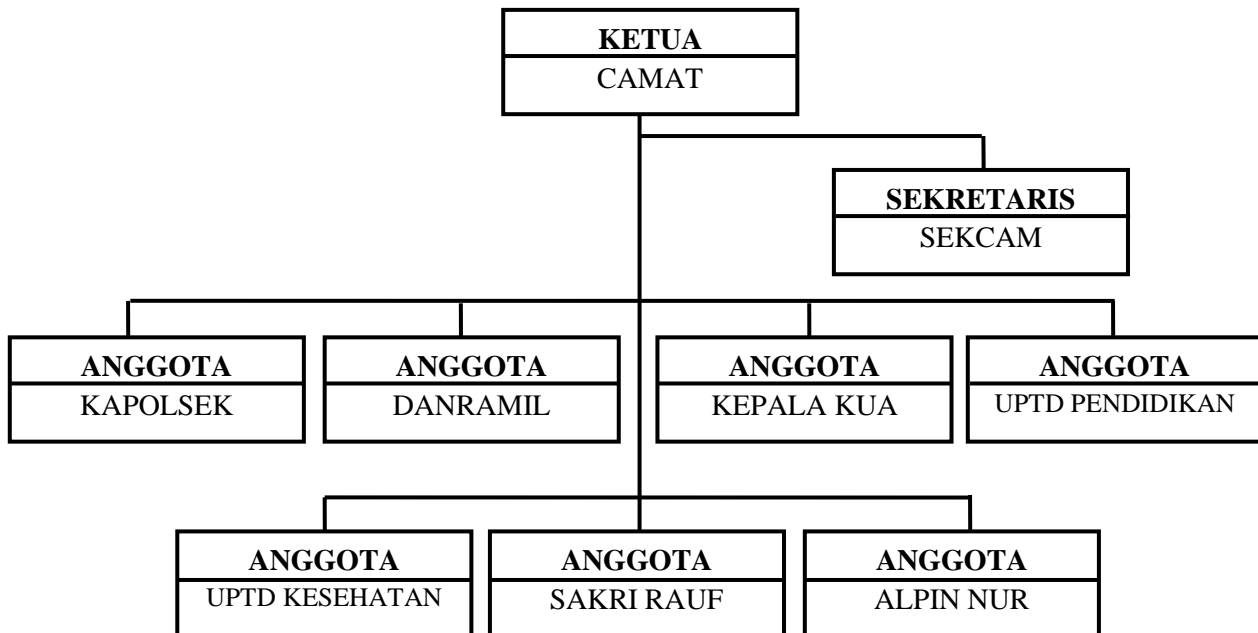 KETUA
CAMAT
SEKRETARIS
SEKCAM
ANGGOTA
KAPOLSEK
ANGGOTA
DANRAMIL
ANGGOTA
KEPALA KUA
ANGGOTA
UPTD PENDIDIKAN
ANGGOTA
UPTD KESEHATAN
ANGGOTA
SAKRI RAUF
ANGGOTA
ALPIN NUR